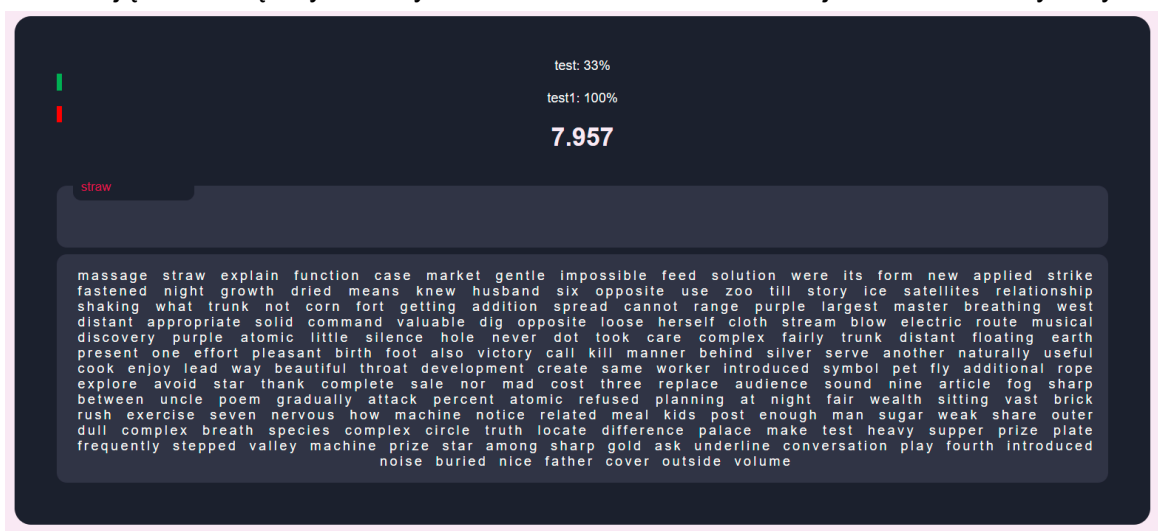 test: 33%
test1: 100%
7.957
straw
massage straw explain function case market gentle impossible feed solution were its form new applied strike
fastened night growth dried means knew husband six opposite use zoo till story ice satellites relationship
shaking what trunk not corn fort getting addition spread cannot range purple largest master breathing west
distant appropriate solid command valuable dig opposite loose herself cloth stream blow electric route musical
discovery purple atomic little silence hole never dot took care complex fairly trunk distant floating earth
present one effort pleasant birth foot also victory call kill manner behind silver serve another naturally useful
cook enjoy lead way beautiful throat development create same worker introduced symbol pet fly additional rope
explore avoid star thank complete sale nor mad cost three replace audience sound nine article fog sharp
between uncle poem gradually attack percent atomic refused planning at night fair wealth sitting vast brick
rush exercise seven nervous how machine notice related meal kids post enough man sugar weak share outer
dull complex breath species complex circle truth locate difference palace make test heavy supper prize plate
frequently stepped valley machine prize star among sharp gold ask underline conversation play fourth introduced
noise buried nice father cover outside volume